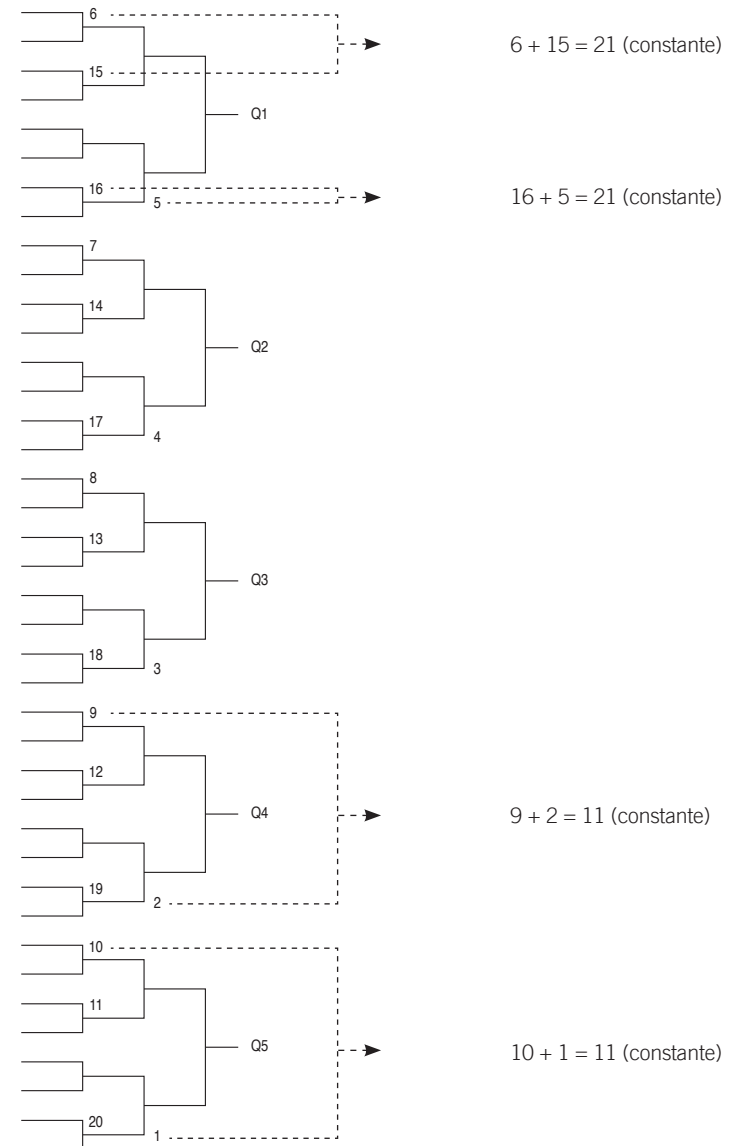 6
6 + 15 = 21 (constante)
15
Q1
16
16 + 5 = 21 (constante)
5
7
14
Q2
17
4
8
13
Q3
18
3
9
12
Q4
9 + 2 = 11 (constante)
19
2
10
11
Q5
10 + 1 = 11 (constante)
20
1